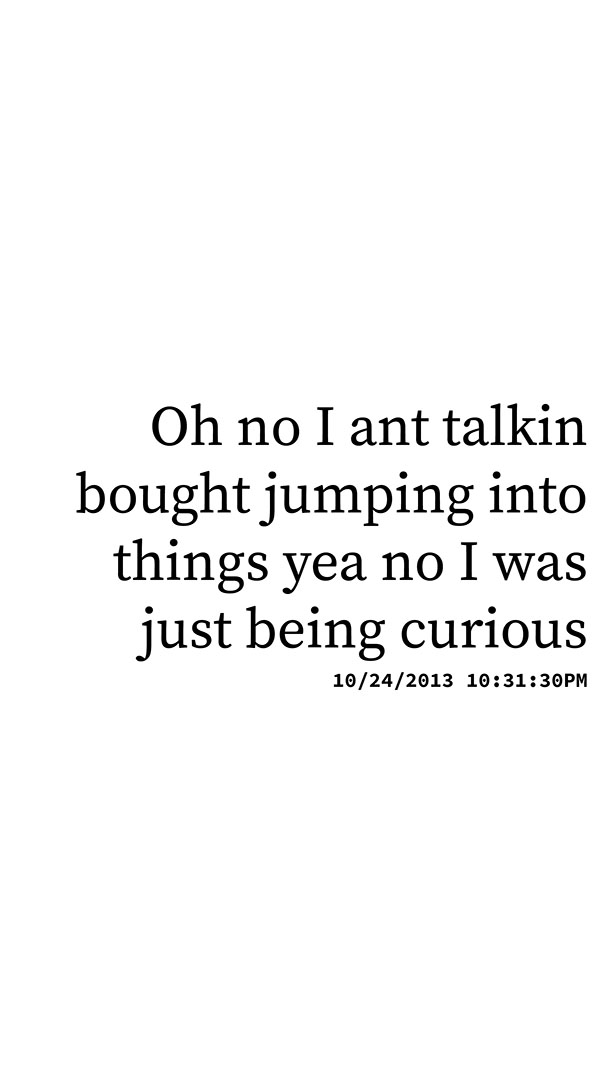 Oh no I ant talkin
bought jumping into
things yea no I was
just being curious
10/24/2013 10:31:30PM